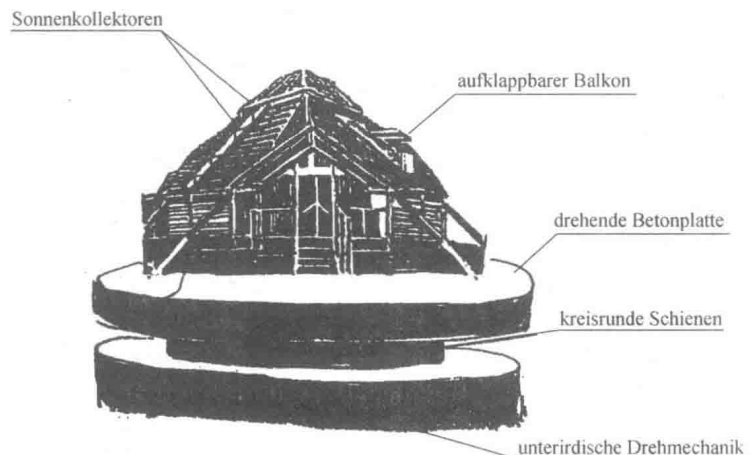 Sonnenkollektoren
aufklappbarer Balkon
drehende Betonplatte
kreisrunde Schienen
unterirdische Drehmechanik